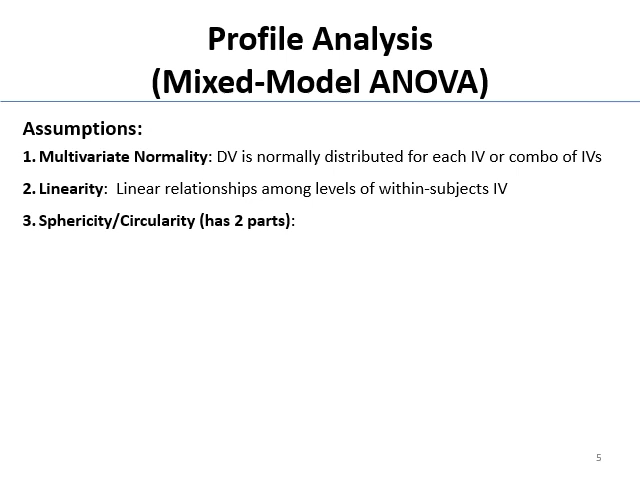 Profile Analysis
(Mixed-Model ANOVA)
Assumptions:
1. Multivariate Normality: DV is normally distributed for each IV or combo of IVs
2. Linearity:  Linear relationships among levels of within-subjects IV
3. Sphericity/Circularity (has 2 parts):
5